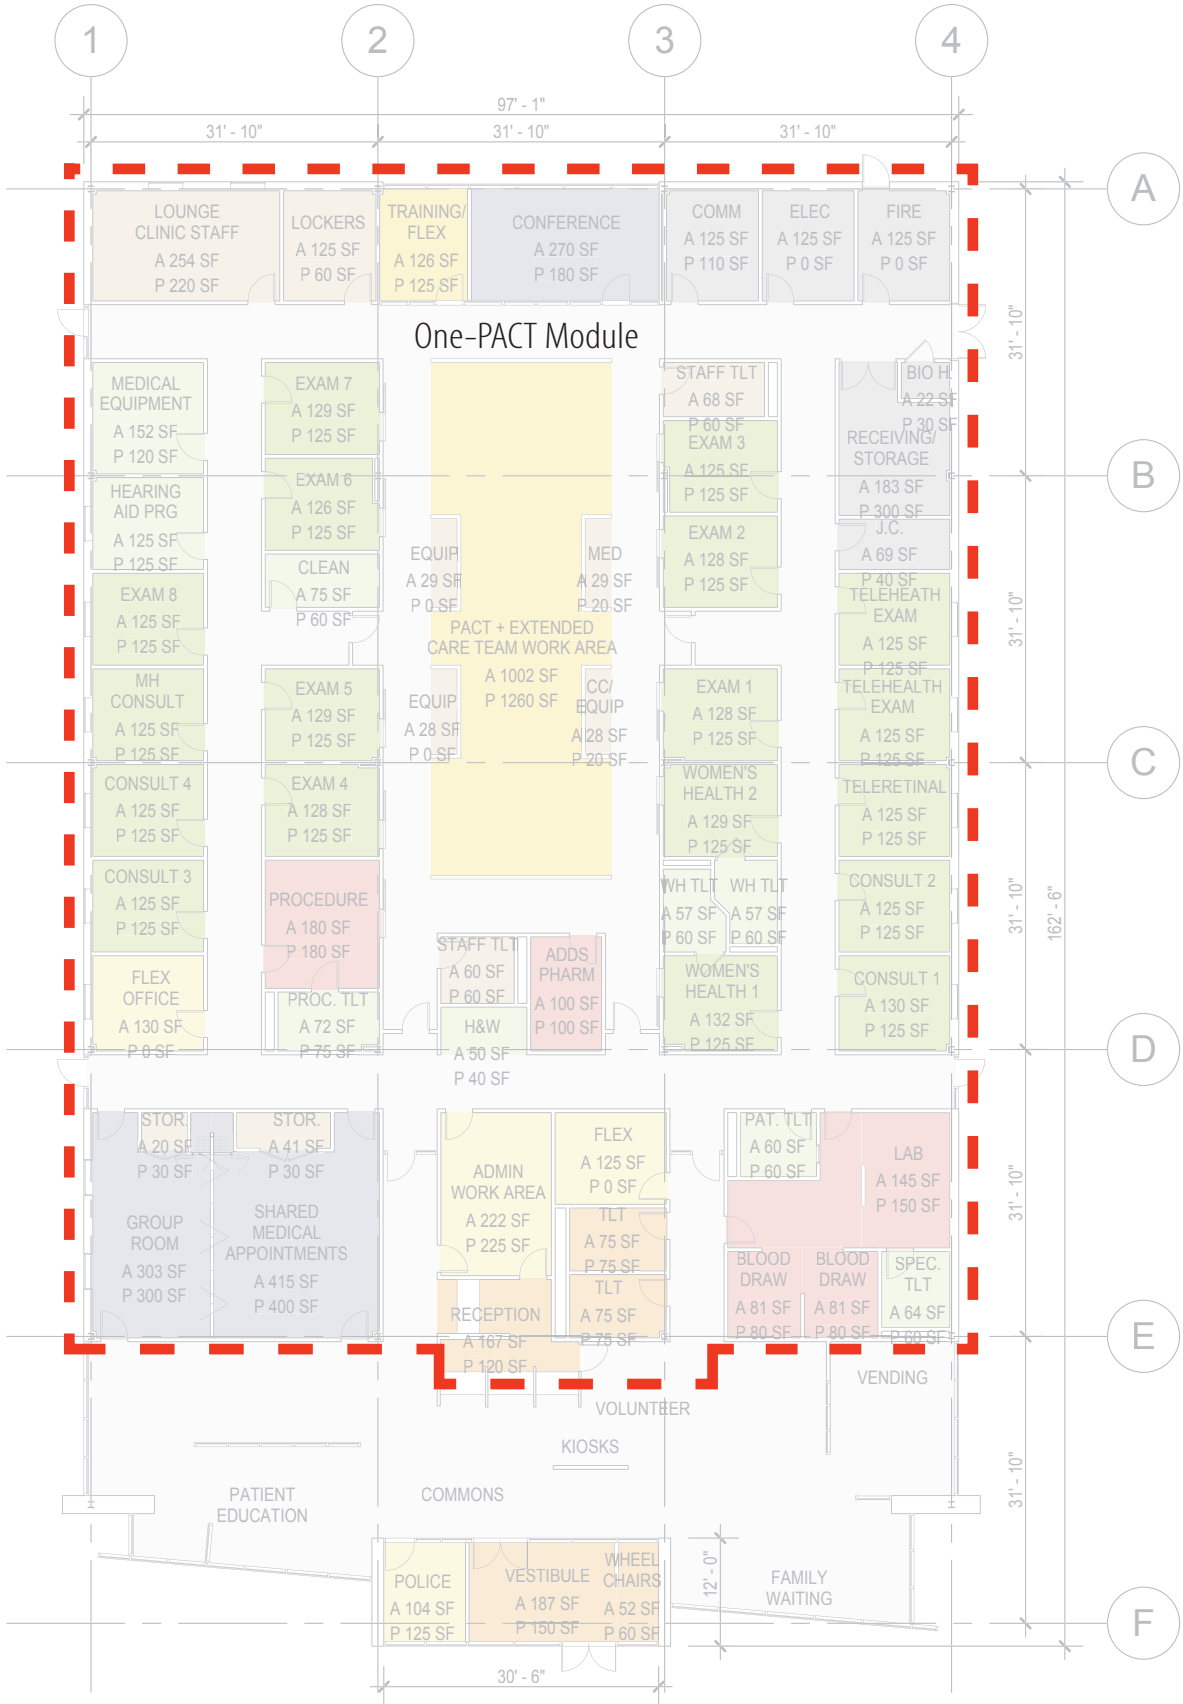 1
2
3
4
97' - 1"
31' - 10"
31' - 10"
31' - 10"
A
LOUNGE
CLINIC STAFF
A 254 SF
P 220 SF
LOCKERS
A 125 SF
P 60 SF
TRAINING/
FLEX
A 126 SF
P 125 SF
CONFERENCE
A 270 SF
P 180 SF
COMM
A 125 SF
P 110 SF
ELEC
A 125 SF
P 0 SF
FIRE
A 125 SF
P 0 SF
One-PACT Module
31' - 10"
MEDICAL
EQUIPMENT
A 152 SF
P 120 SF
EXAM 7
A 129 SF
P 125 SF
STAFF TLT
A 68 SF
P 60 SF
BIO H.
A 22 SF
P 30 SF
EXAM 3
A 125 SF
P 125 SF
RECEIVING/
STORAGE
A 183 SF
P 300 SF
B
HEARING
AID PRG
A 125 SF
P 125 SF
EXAM 6
A 126 SF
P 125 SF
EXAM 2
A 128 SF
P 125 SF
J.C.
A 69 SF
P 40 SF
EQUIP
A 29 SF
P 0 SF
MED
A 29 SF
P 20 SF
CLEAN
A 75 SF
P 60 SF
EXAM 8
A 125 SF
P 125 SF
TELEHEATH
EXAM
A 125 SF
P 125 SF
PACT + EXTENDED
CARE TEAM WORK AREA
A 1002 SF
P 1260 SF
31' - 10"
MH
CONSULT
A 125 SF
P 125 SF
EXAM 5
A 129 SF
P 125 SF
EQUIP
A 28 SF
P 0 SF
CC/
EQUIP
A 28 SF
P 20 SF
EXAM 1
A 128 SF
P 125 SF
TELEHEALTH
EXAM
A 125 SF
P 125 SF
C
CONSULT 4
A 125 SF
P 125 SF
EXAM 4
A 128 SF
P 125 SF
WOMEN'S
HEALTH 2
A 129 SF
P 125 SF
TELERETINAL
A 125 SF
P 125 SF
CONSULT 3
A 125 SF
P 125 SF
PROCEDURE
A 180 SF
P 180 SF
WH TLT
A 57 SF
P 60 SF
WH TLT
A 57 SF
P 60 SF
CONSULT 2
A 125 SF
P 125 SF
31' - 10"
162' - 6"
STAFF TLT
A 60 SF
P 60 SF
ADDS
PHARM
A 100 SF
P 100 SF
FLEX
OFFICE
A 130 SF
P 0 SF
PROC. TLT
A 72 SF
P 75 SF
H&W
A 50 SF
P 40 SF
WOMEN'S
HEALTH 1
A 132 SF
P 125 SF
CONSULT 1
A 130 SF
P 125 SF
D
STOR.
A 20 SF
P 30 SF
STOR.
A 41 SF
P 30 SF
FLEX
A 125 SF
P 0 SF
PAT. TLT
A 60 SF
P 60 SF
LAB
A 145 SF
P 150 SF
31' - 10"
ADMIN
WORK AREA
A 222 SF
P 225 SF
GROUP
ROOM
A 303 SF
P 300 SF
SHARED
MEDICAL
APPOINTMENTS
A 415 SF
P 400 SF
TLT
A 75 SF
P 75 SF
TLT
A 75 SF
P 75 SF
BLOOD
DRAW
A 81 SF
P 80 SF
BLOOD
DRAW
A 81 SF
P 80 SF
SPEC.
TLT
A 64 SF
P 60 SF
RECEPTION
A 167 SF
P 120 SF
E
VENDING
VOLUNTEER
KIOSKS
31' - 10"
PATIENT
EDUCATION
COMMONS
12' - 0"
POLICE
A 104 SF
P 125 SF
VESTIBULE
A 187 SF
P 150 SF
WHEEL
CHAIRS
A 52 SF
P 60 SF
FAMILY
WAITING
F
30' - 6"